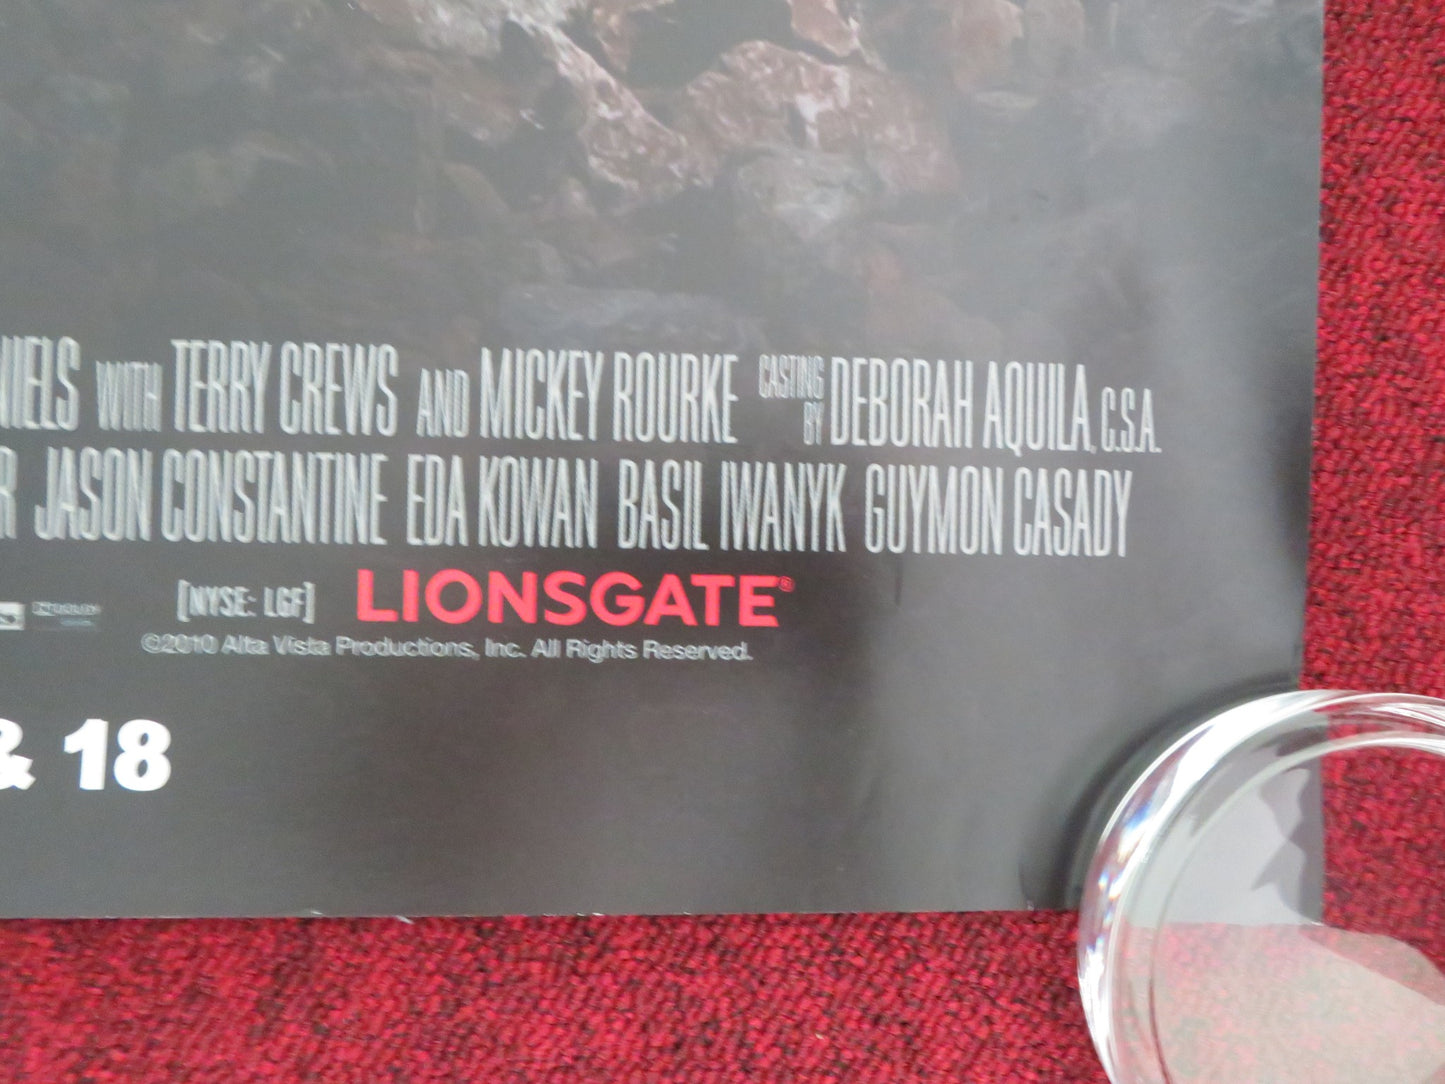 NIELS WITH TERRY CREWS AND MICKEY ROURKE CASTING BY DEBORAH AQUILA, C.S.A.
R JASON CONSTANTINE EDA KOWAN BASIL IWANYK GUYMON CASADY
[NYSE: LGF] LIONSGATE®
©2010 Alta Vista Productions, Inc. All Rights Reserved.
& 18